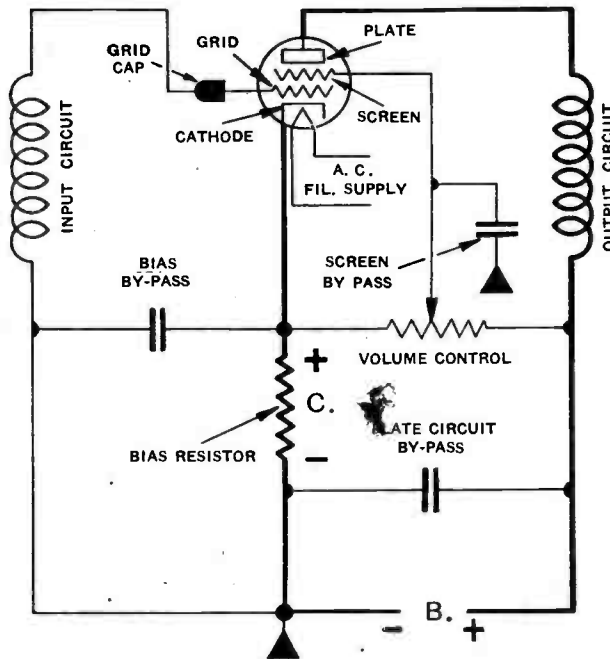 PLATE
GRID
GRID
CAP
SCREEN
CATHODE
A.C.
FIL. SUPPLY
INPUT CIRCUIT
OUTPUT CIRCUIT
SCREEN
BY PASS
BIAS
BY-PASS
VOLUME CONTROL
+
C.
BIAS RESISTOR
-
LATE CIRCUIT
BY-PASS
B.
- +